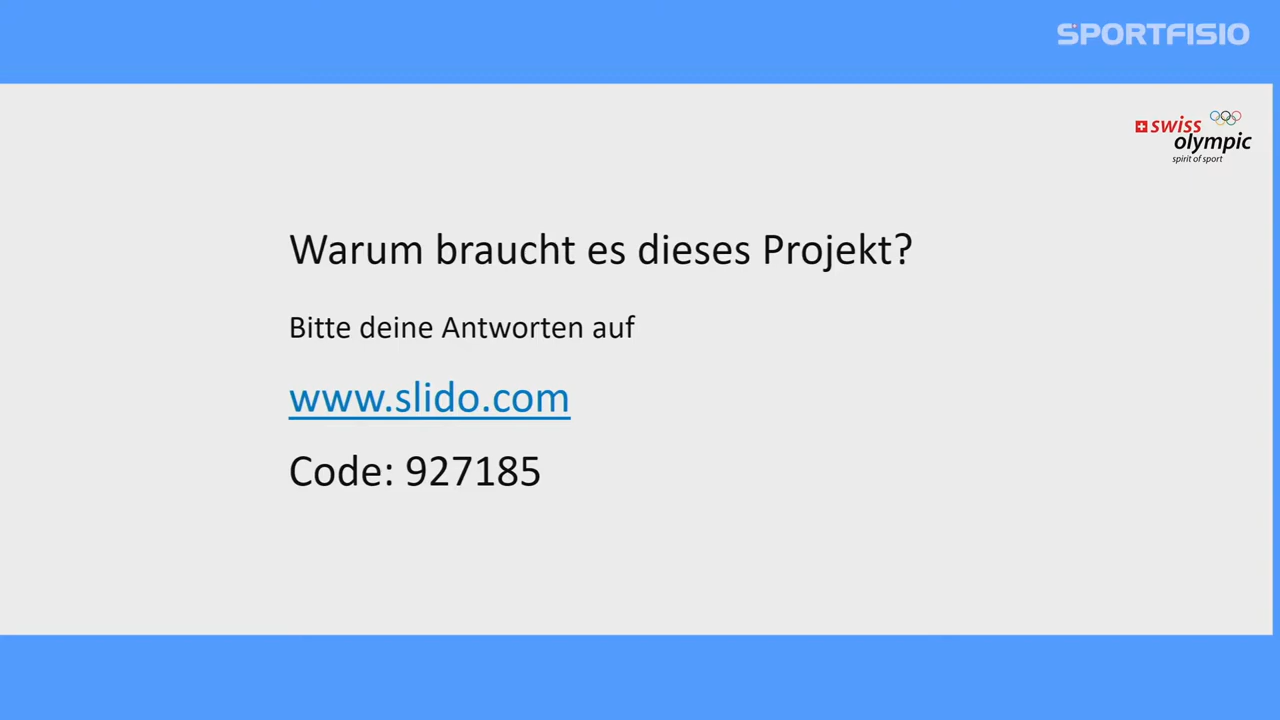 SPORTFISIO
swiss
olympic
spirit of sport
Warum braucht es dieses Projekt?
Bitte deine Antworten auf
www.slido.com
Code: 927185